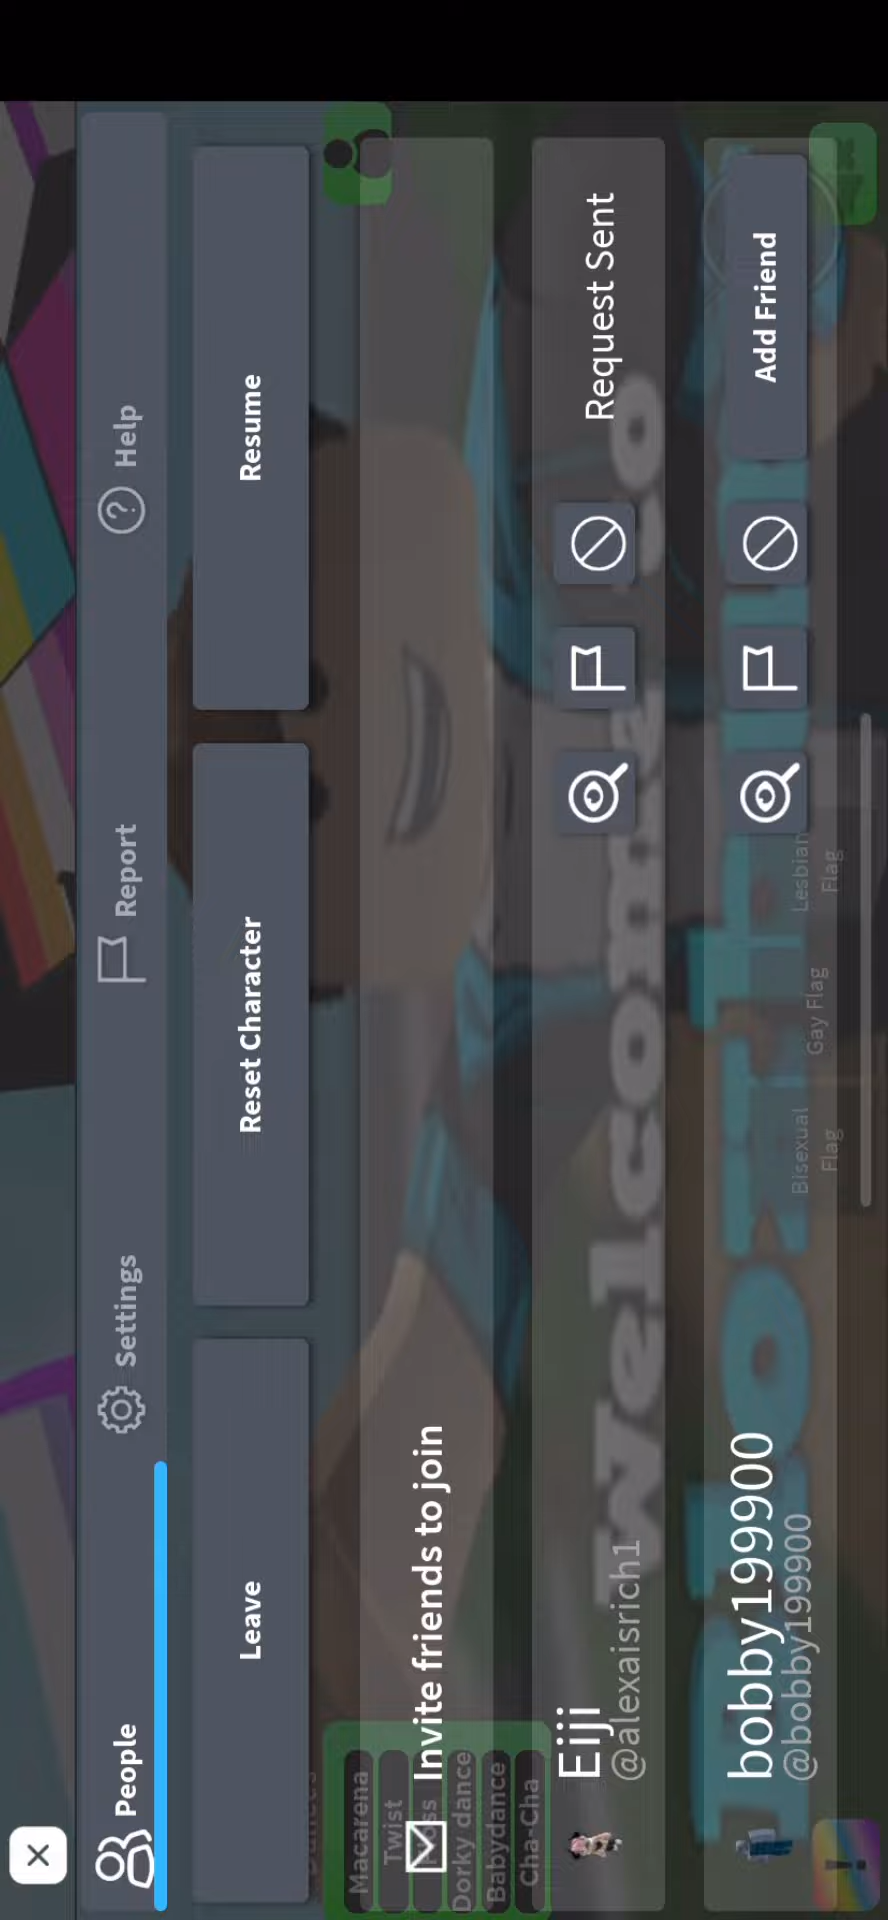 People
Settings
Report
Help
Leave
Reset Character
Resume
Macarena
Twist
Dorky dance
Babydance
Cha-Cha
Invite friends to join
Eiji
@alexaisrich1
Request Sent
Welcome to
bobby199900
@bobby199900
Add Friend
Bisexual
Flag
Gay Flag
Lesbian
Flag